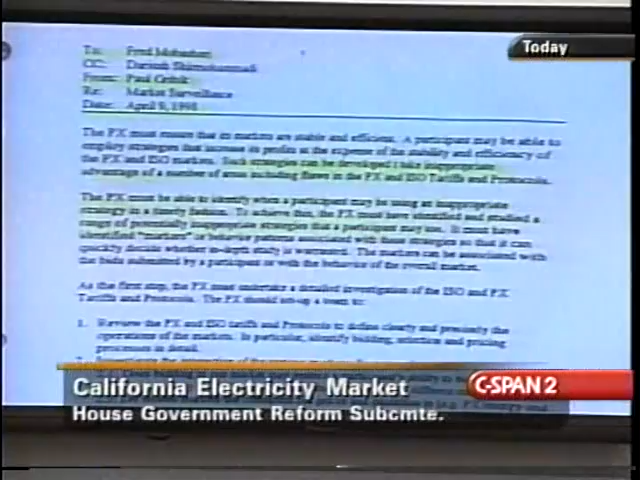 Today
To: Fred Mobasheri
CC:
From: Paul Gribik
Re: Market Surveillance
Date: April 9, 1998
The PX must ensure that its markets are stable and efficient. A participant may be able to
employ strategies that increase its profits at the expense of the stability and efficiency of
the PX and ISO markets. Such strategies can be developed
advantage of a number of areas including flaws in the PX and ISO Tariffs and Protocols.
The PX must be able to identify when a participant may be using an inappropriate
strategy in a timely fashion. To achieve this, the PX must have identified and studied a
range of potentially inappropriate strategies that a participant may use. It must have
identified "markers" or behavior patterns associated with those strategies so that it can
quickly decide whether in-depth study is warranted. The markers can be associated with
the bids submitted by a participant or with the behavior of the overall market.
As the first step, the PX must undertake a detailed investigation of the ISO and PX
Tariffs and Protocols. The PX should set-up a team to:
1. Review the PX and ISO tariffs and Protocols to define clearly and precisely the
operations of the markets. In particular, identify bidding, selection and pricing
processes in detail.
California Electricity Market
C-SPAN 2
House Government Reform Subcmte.